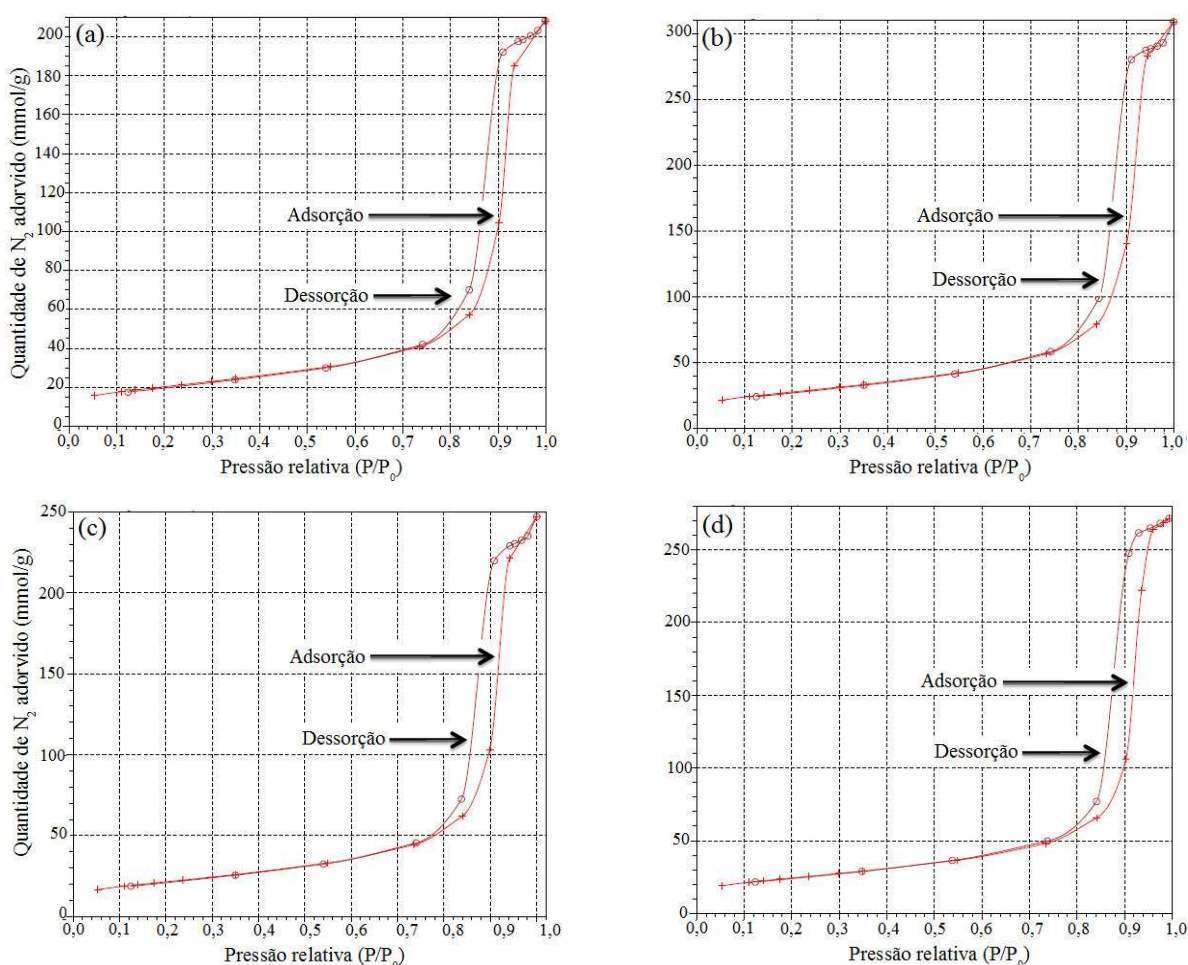 (a)
Quantidade de N2 adorvido (mmol/g)
200
180
160
140
120
100
80
60
40
20
0
Adsorção
Dessorção
0,0 0,1 0,2 0,3 0,4 0,5 0,6 0,7 0,8 0,9 1,0
Pressão relativa (P/P0)
(b)
300
250
200
150
100
50
0
Adsorção
Dessorção
0,0 0,1 0,2 0,3 0,4 0,5 0,6 0,7 0,8 0,9 1,0
Pressão relativa (P/P0)
(c)
Quantidade de N2 adorvido (mmol/g)
250
200
150
100
50
0
Adsorção
Dessorção
0,0 0,1 0,2 0,3 0,4 0,5 0,6 0,7 0,8 0,9 1,0
Pressão relativa (P/P0)
(d)
250
200
150
100
50
0
Adsorção
Dessorção
0,0 0,1 0,2 0,3 0,4 0,5 0,6 0,7 0,8 0,9 1,0
Pressão relativa (P/P0)